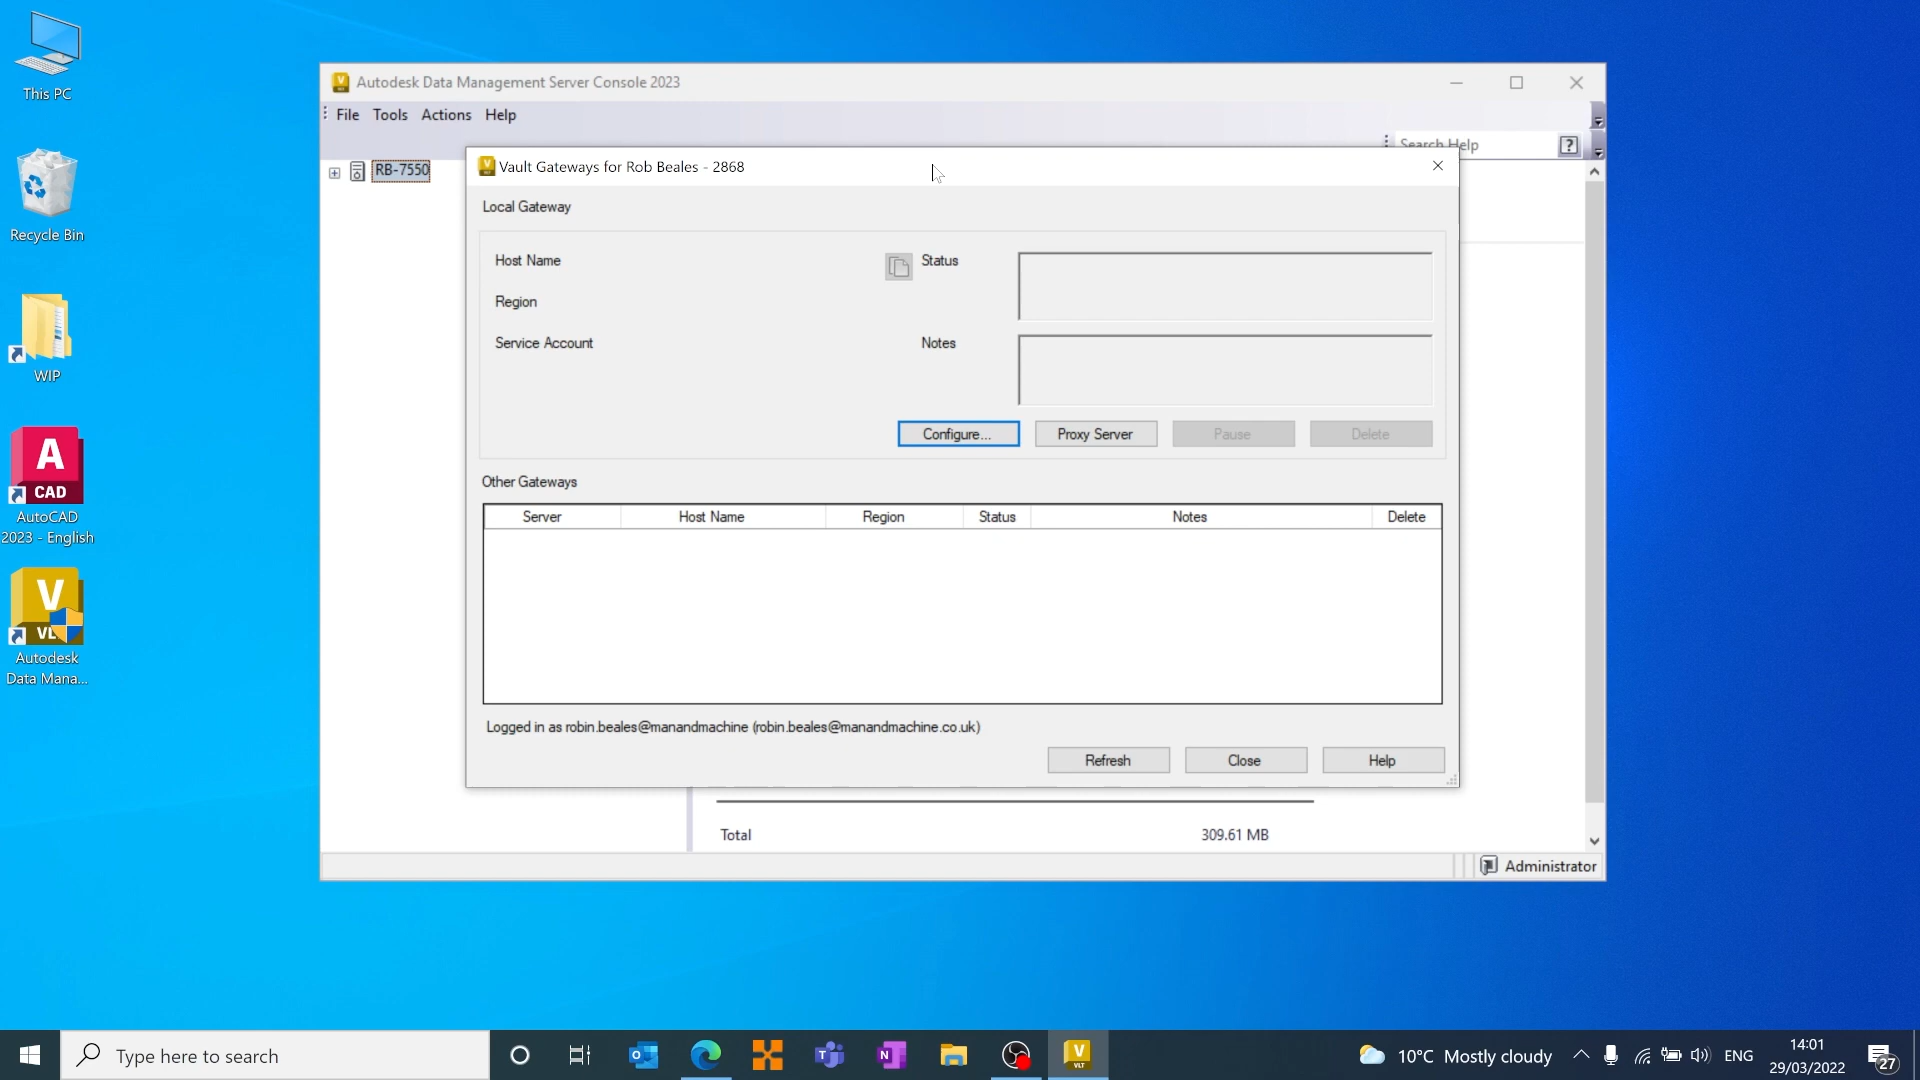 This PC
Recycle Bin
WIP
A
CAD
AutoCAD
2023 - English
V
VL
Autodesk
Data Mana...
Autodesk Data Management Server Console 2023
File Tools Actions Help
Search Help
?
RB-7550
Vault Gateways for Rob Beales - 2868
Local Gateway
Host Name
Status
Region
Service Account
Notes
Configure...
Proxy Server
Pause
Delete
Other Gateways
Server Host Name Region Status Notes Delete
Logged in as robin.beales@manandmachine (robin.beales@manandmachine.co.uk)
Refresh
Close
Help
Total 309.61 MB
Administrator
Type here to search
10°C Mostly cloudy
ENG
14:01
29/03/2022
27